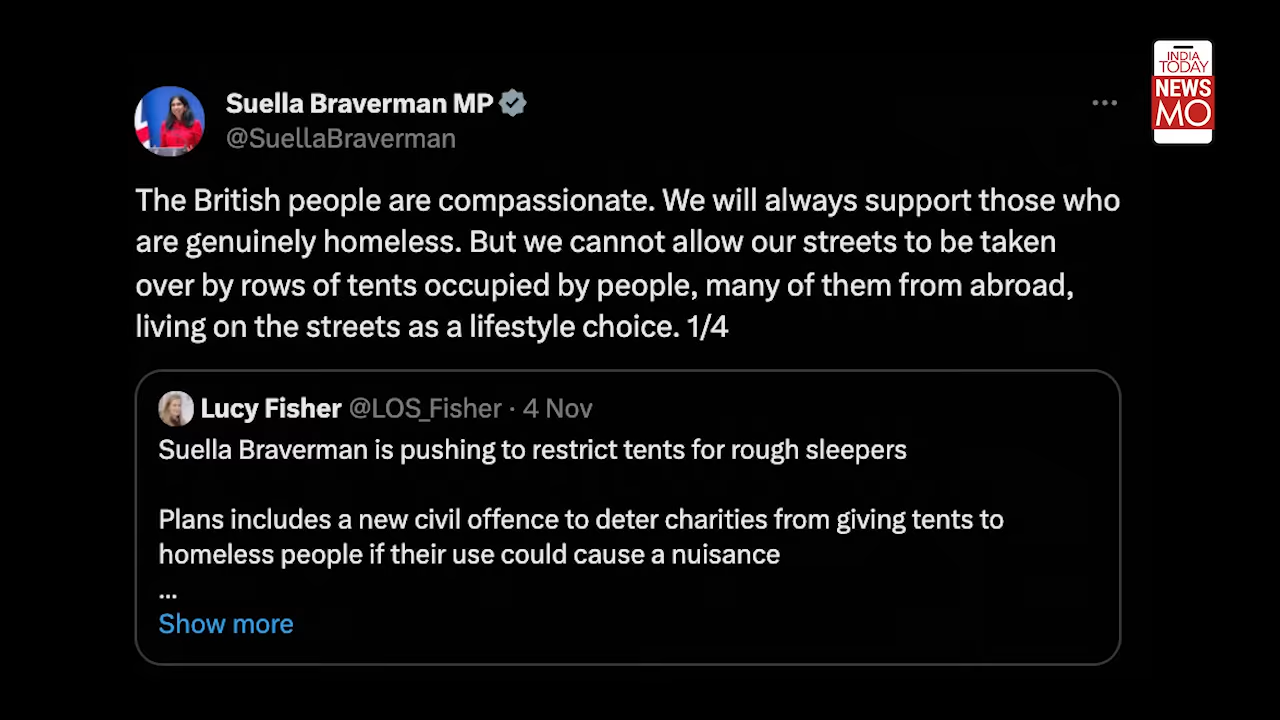 INDIA
TODAY
NEWS
MO
Suella Braverman MP
@SuellaBraverman
The British people are compassionate. We will always support those who
are genuinely homeless. But we cannot allow our streets to be taken
over by rows of tents occupied by people, many of them from abroad,
living on the streets as a lifestyle choice. 1/4
Lucy Fisher @LOS_Fisher · 4 Nov
Suella Braverman is pushing to restrict tents for rough sleepers
Plans includes a new civil offence to deter charities from giving tents to
homeless people if their use could cause a nuisance
...
Show more